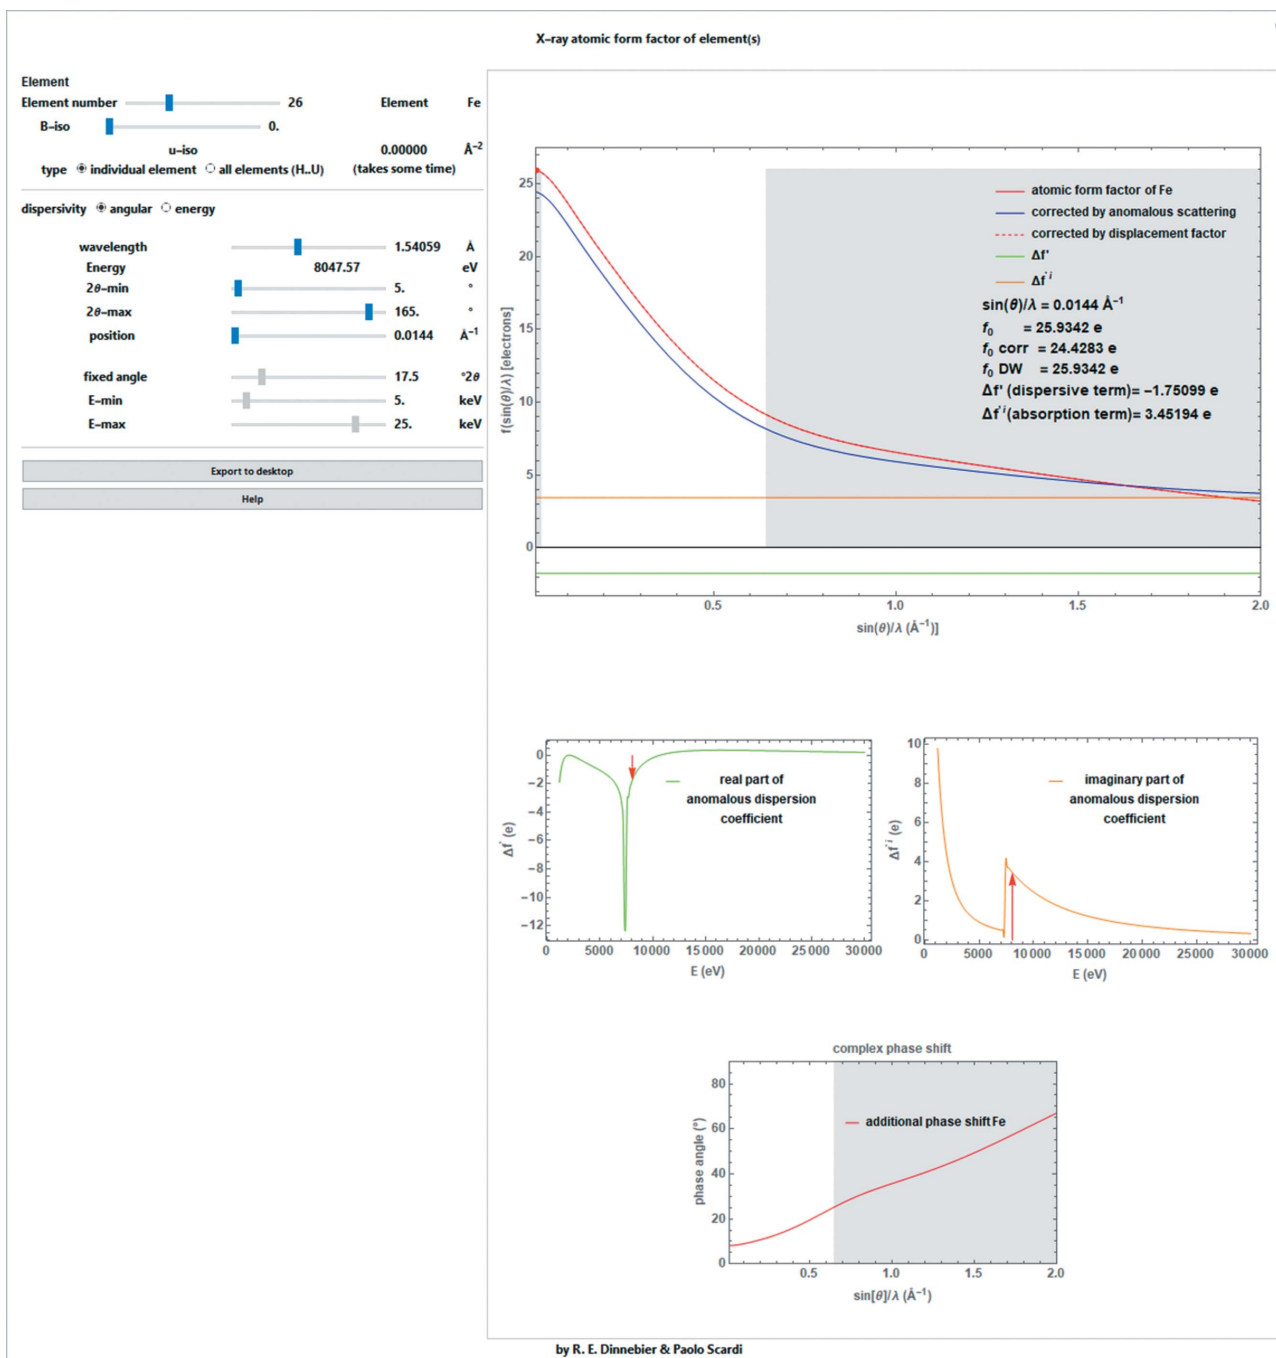 X-ray atomic form factor of element(s)
Element
Element number 26 Element Fe
B-iso 0.
u-iso 0.00000 Å⁻²
type individual element all elements (H..U) (takes some time)
dispersivity angular energy
wavelength 1.54059 Å
Energy 8047.57 eV
2θ-min 5. °
2θ-max 165. °
position 0.0144 Å⁻¹
fixed angle 17.5 °2θ
E-min 5. keV
E-max 25. keV
Export to desktop
Help
f(sin(θ)/λ) [electrons]
25
20
15
10
5
0
0.5 1.0 1.5 2.0
sin(θ)/λ (Å⁻¹)]
atomic form factor of Fe
corrected by anomalous scattering
corrected by displacement factor
Δf'
Δf'ⁱ
sin(θ)/λ = 0.0144 Å⁻¹
f₀ = 25.9342 e
f₀ corr = 24.4283 e
f₀ DW = 25.9342 e
Δf' (dispersive term)= −1.75099 e
Δf'ⁱ(absorption term)= 3.45194 e
Δf' (e)
0
−2
−4
−6
−8
−10
−12
0 5000 10000 15000 20000 25000 30000
E (eV)
real part of
anomalous dispersion
coefficient
Δf'ⁱ (e)
10
8
6
4
2
0
0 5000 10000 15000 20000 25000 30000
E (eV)
imaginary part of
anomalous dispersion
coefficient
complex phase shift
phase angle (°)
80
60
40
20
0
0.5 1.0 1.5 2.0
sin[θ]/λ (Å⁻¹)
additional phase shift Fe
by R. E. Dinnebier & Paolo Scardi